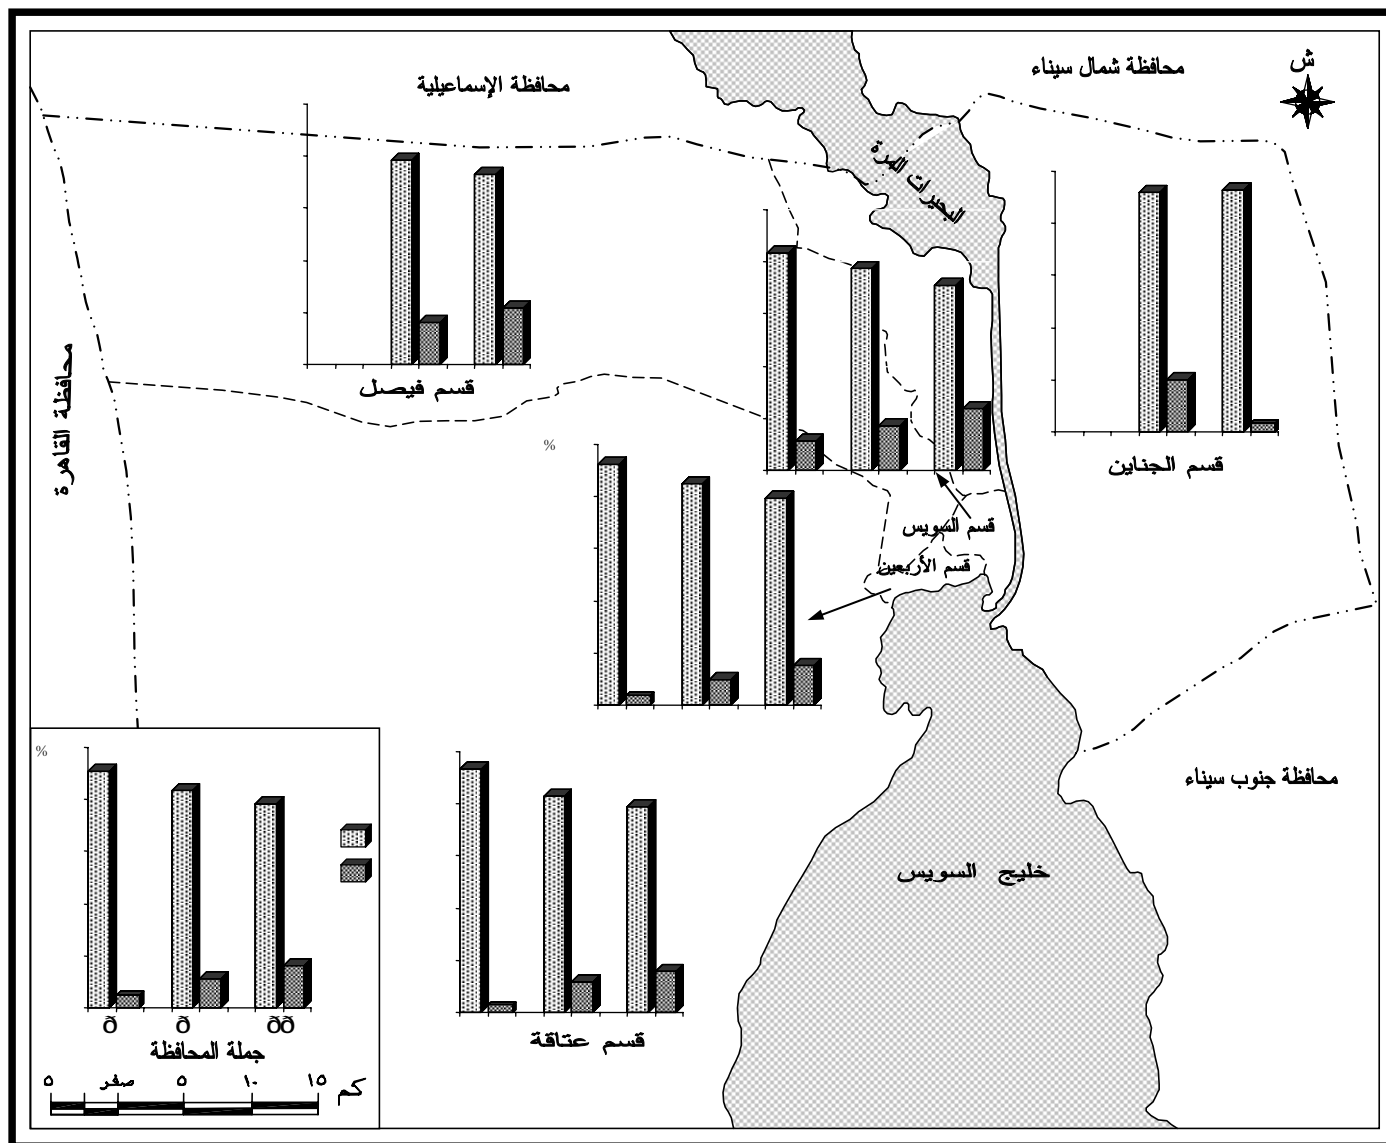 محافظة شمال سيناء
ش
محافظة الإسماعيلية
البحيرات المرة
محافظة القاهرة
قسم فيصل
قسم الجناين
%
قسم السويس
قسم الأربعين
محافظة جنوب سيناء
خليج السويس
%
ð ð ðð
جملة المحافظة
قسم عتاقة
٥ صفر ٥ ١٠ ١٥ كم